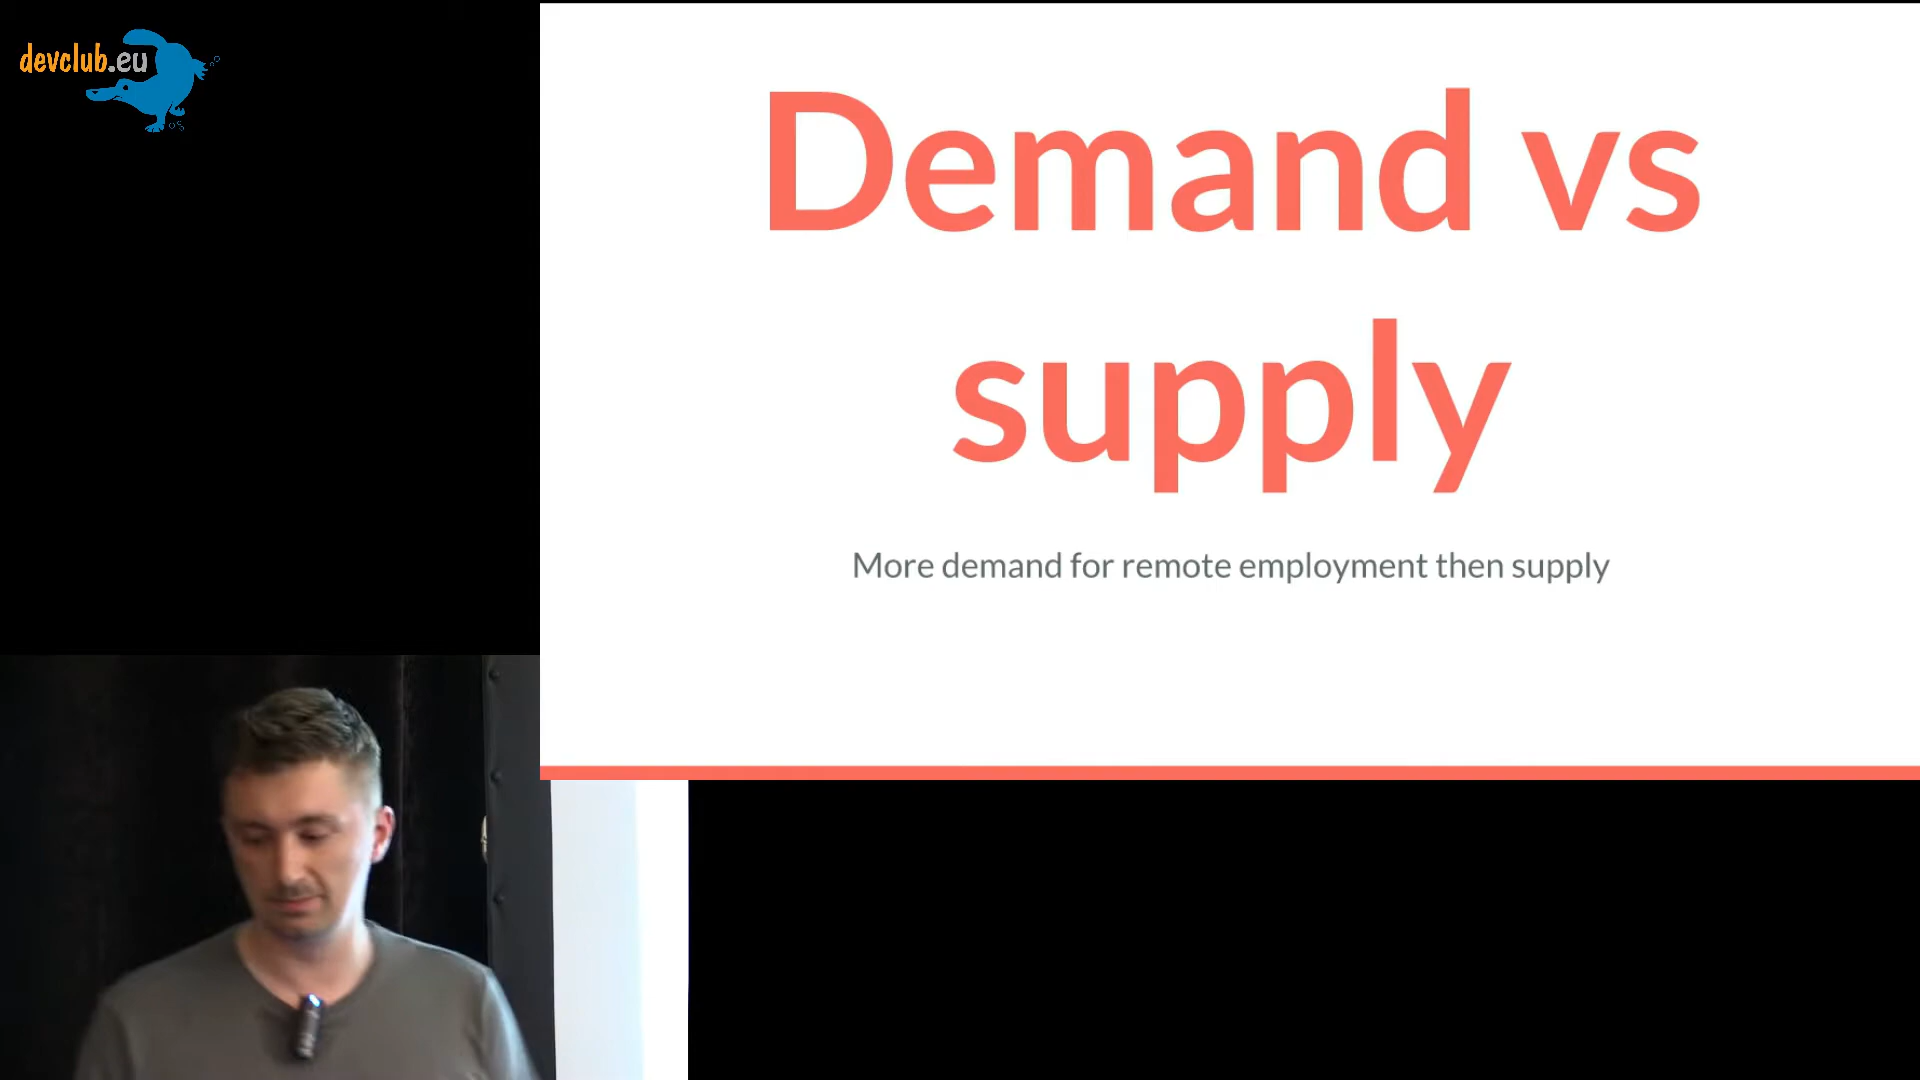 devclub.eu
Demand vs
supply
More demand for remote employment then supply